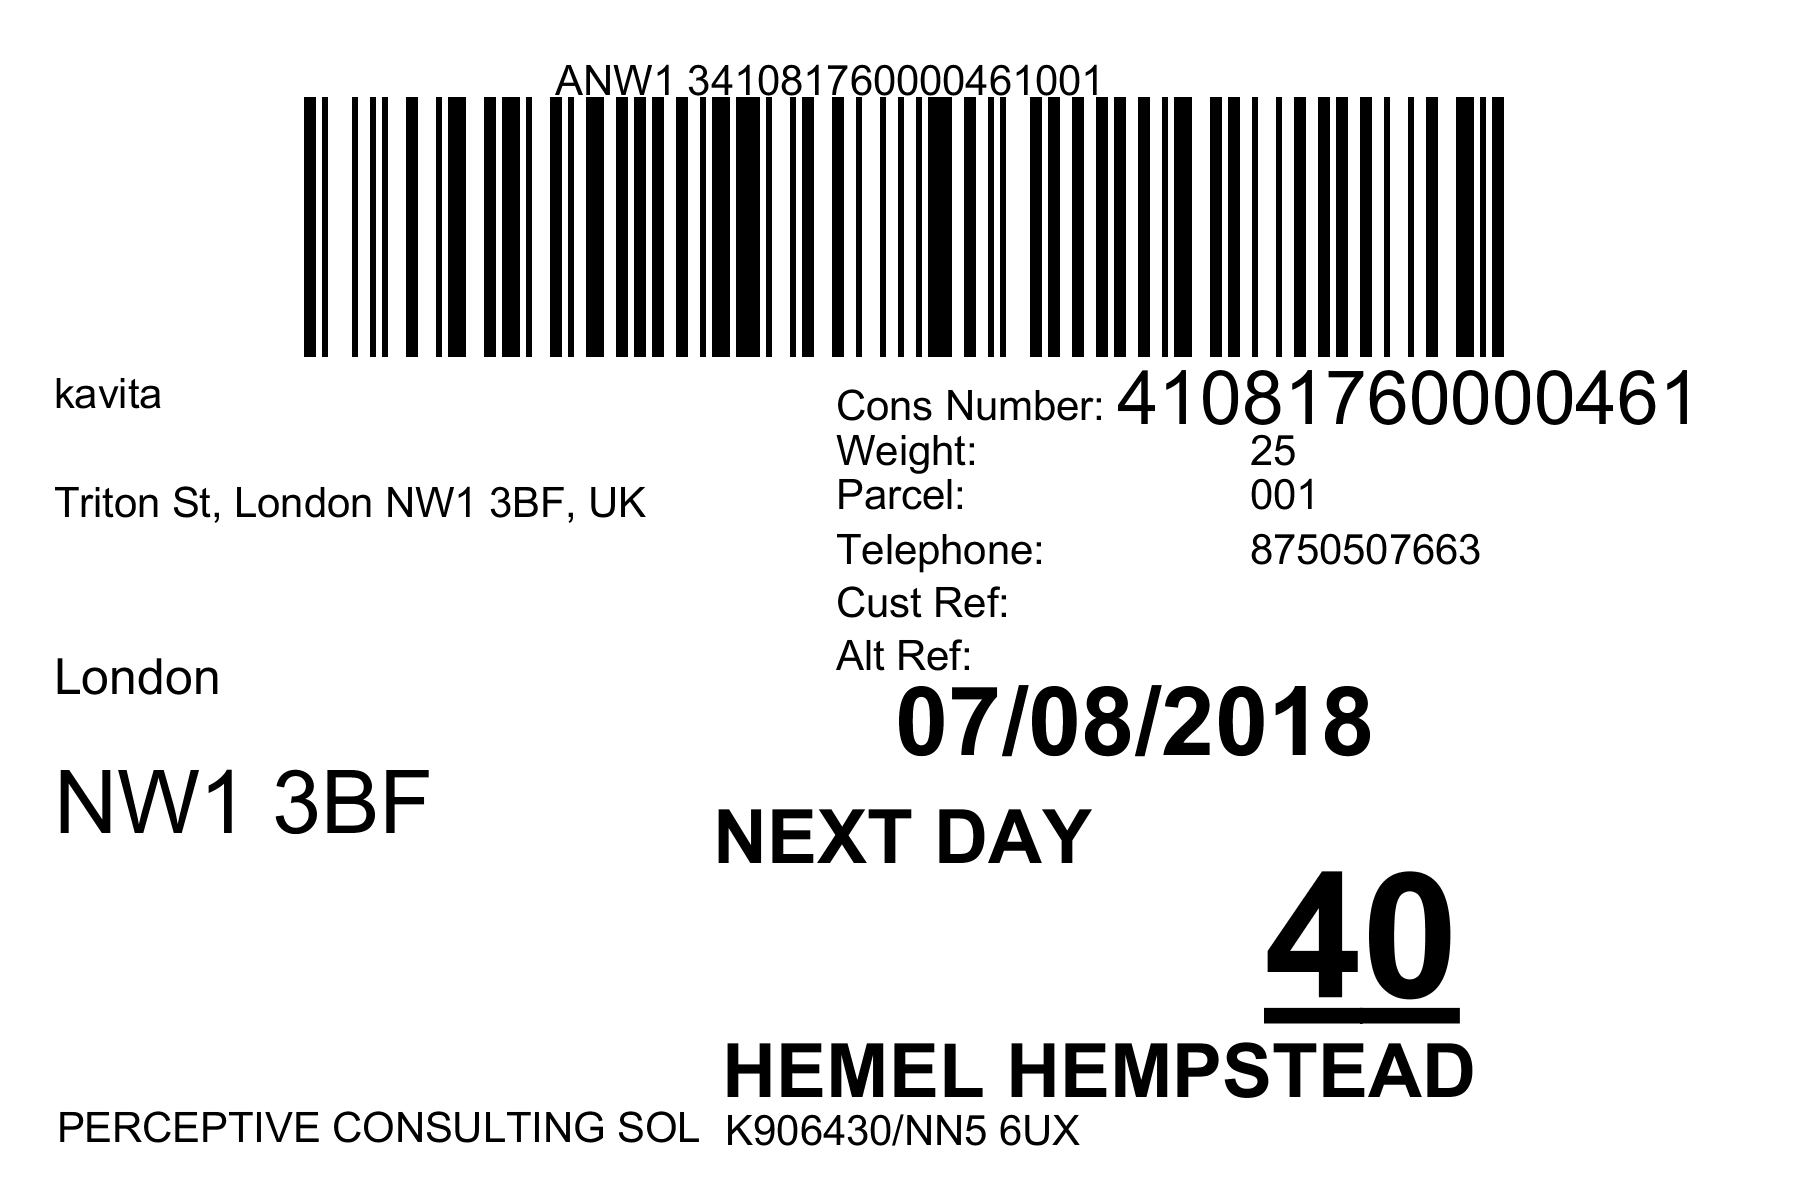 ANW1 341081760000461001
kavita
Triton St, London NW1 3BF, UK
London
NW1 3BF
Cons Number: 41081760000461
Weight: 25
Parcel: 001
Telephone: 8750507663
Cust Ref:
Alt Ref:
07/08/2018
NEXT DAY
40
HEMEL HEMPSTEAD
PERCEPTIVE CONSULTING SOL K906430/NN5 6UX